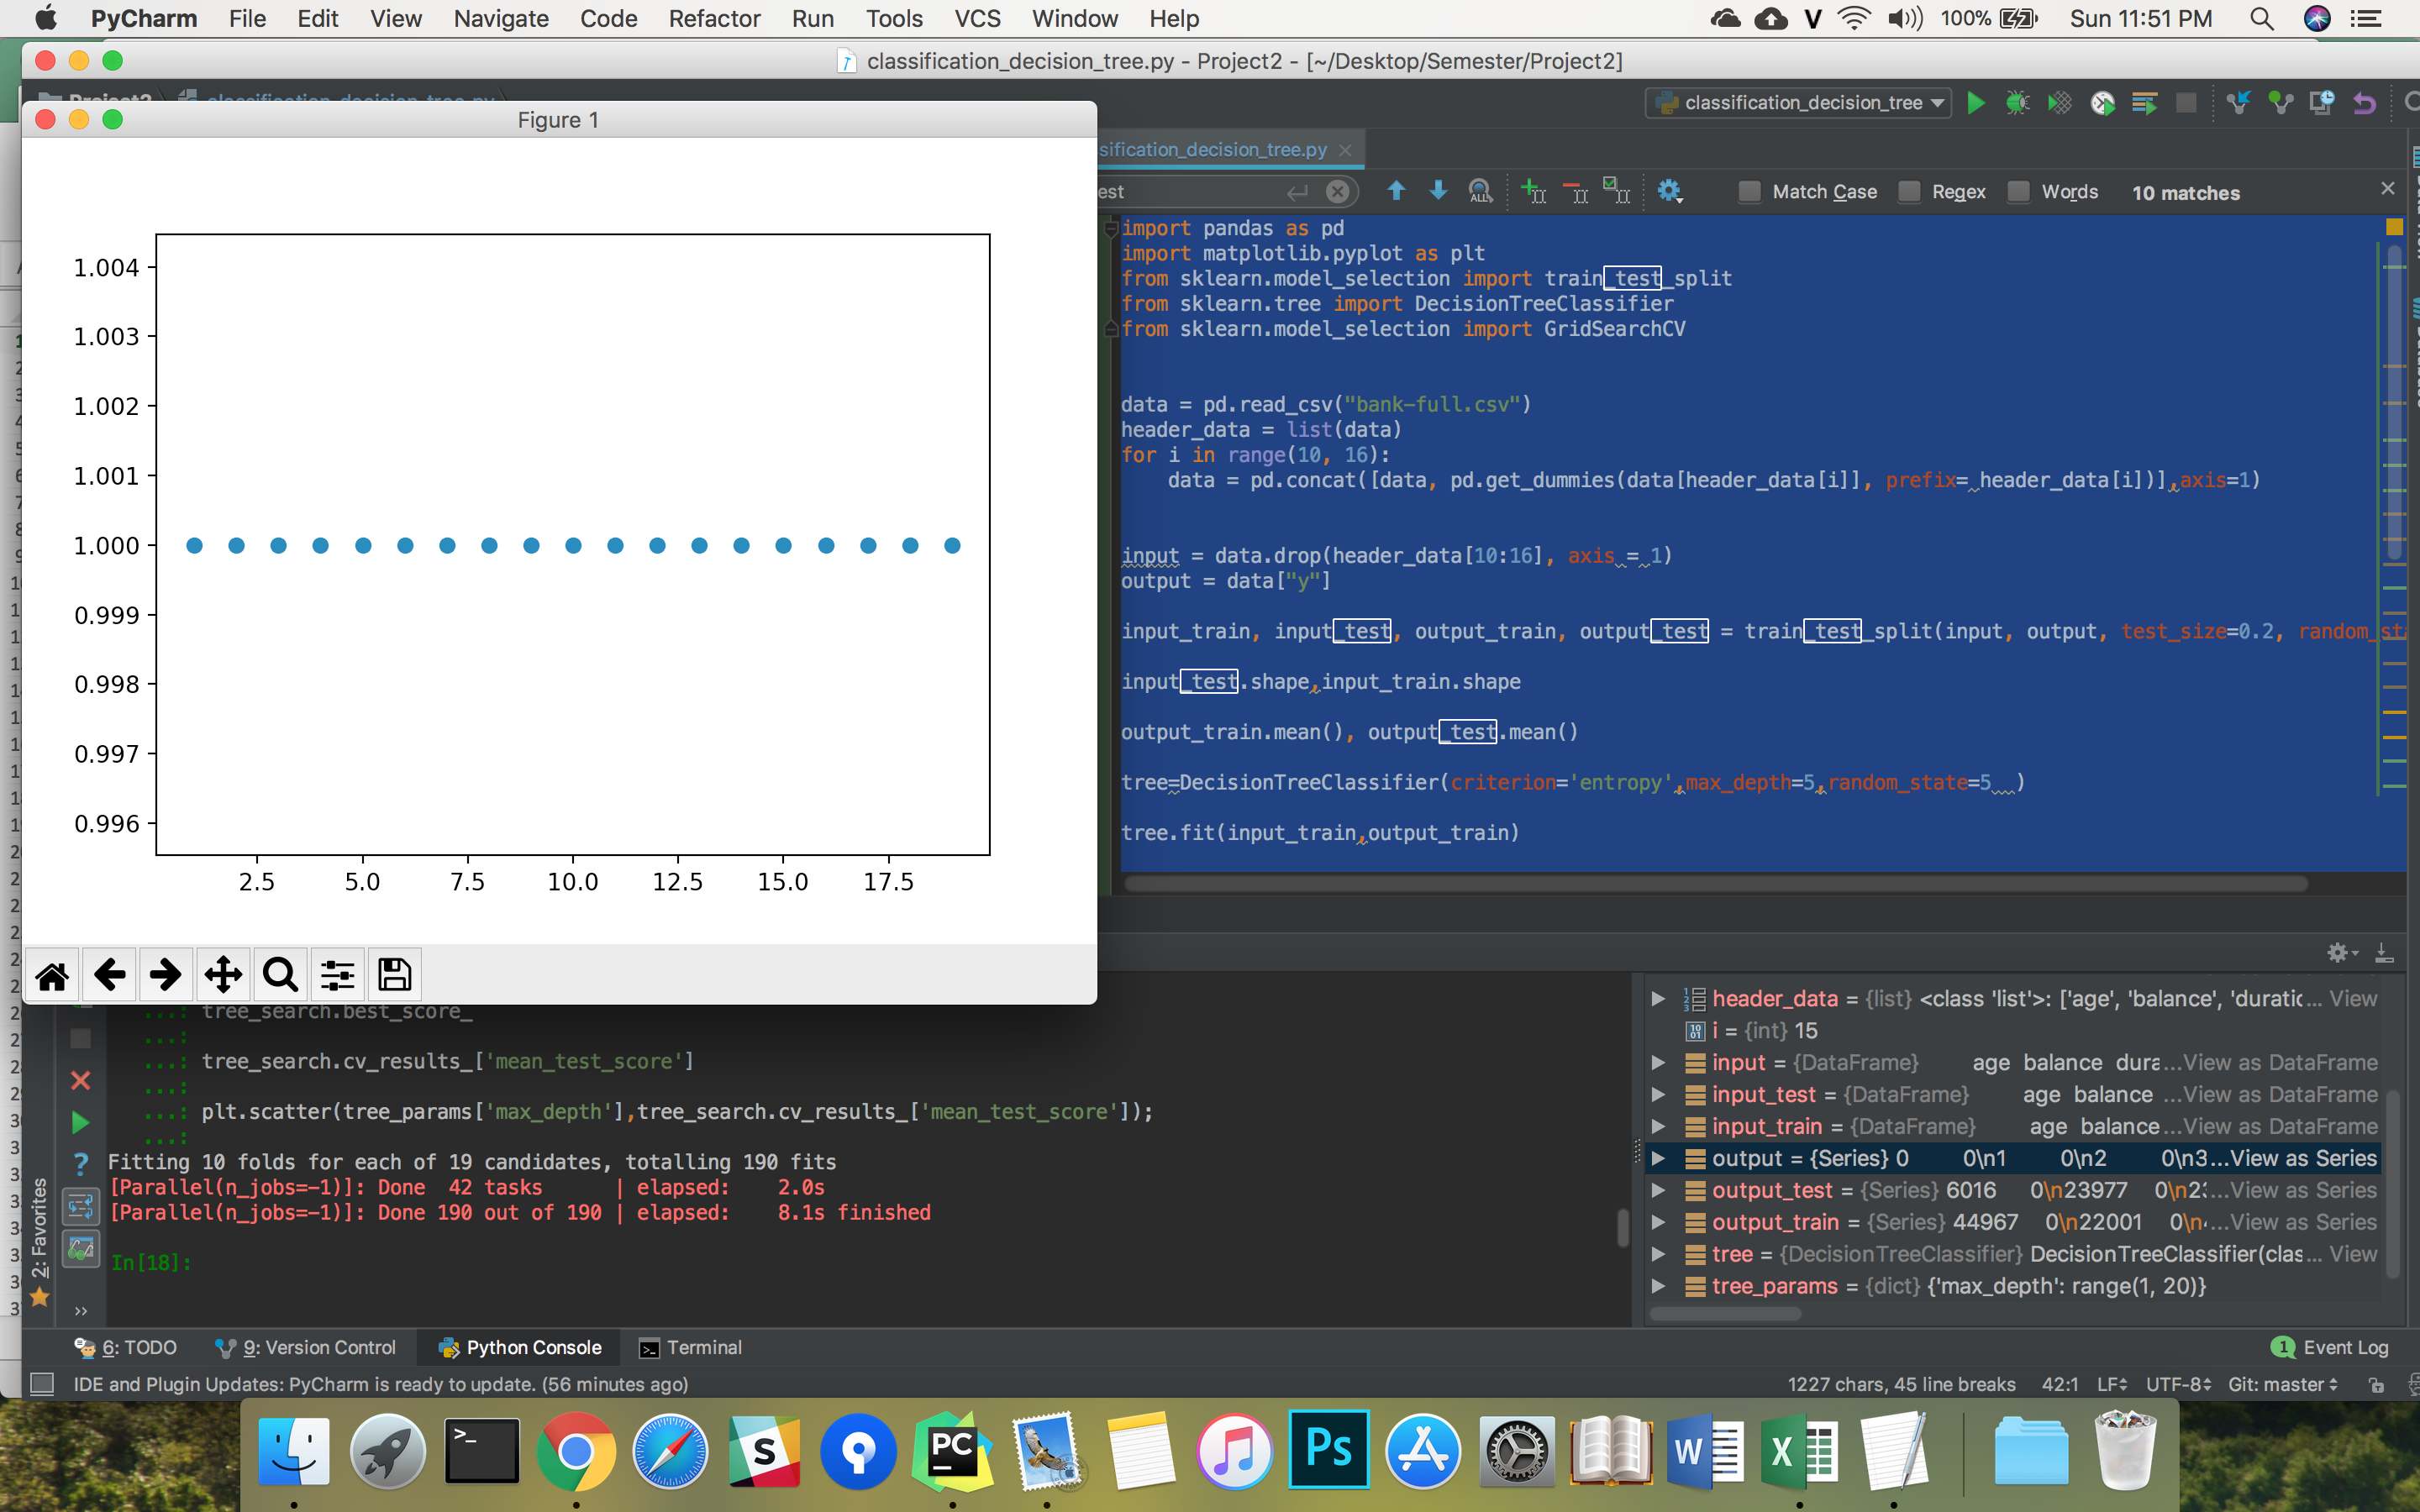 PyCharm File Edit View Navigate Code Refactor Run Tools VCS Window Help V 100% Sun 11:51 PM
classification_decision_tree.py - Project2 - [~/Desktop/Semester/Project2]
classification_decision_tree
Figure 1
sification_decision_tree.py
est Match Case Regex Words 10 matches
1.004
1.003
1.002
1.001
1.000
0.999
0.998
0.997
0.996
2.5 5.0 7.5 10.0 12.5 15.0 17.5
import pandas as pd
import matplotlib.pyplot as plt
from sklearn.model_selection import train_test_split
from sklearn.tree import DecisionTreeClassifier
from sklearn.model_selection import GridSearchCV
data = pd.read_csv("bank-full.csv")
header_data = list(data)
for i in range(10, 16):
data = pd.concat([data, pd.get_dummies(data[header_data[i]], prefix= header_data[i])],axis=1)
input = data.drop(header_data[10:16], axis = 1)
output = data["y"]
input_train, input_test, output_train, output_test = train_test_split(input, output, test_size=0.2, random_st
input_test.shape,input_train.shape
output_train.mean(), output_test.mean()
tree=DecisionTreeClassifier(criterion='entropy',max_depth=5,random_state=5 )
tree.fit(input_train,output_train)
...: tree_search.best_score_
...:
...: tree_search.cv_results_['mean_test_score']
...:
...: plt.scatter(tree_params['max_depth'],tree_search.cv_results_['mean_test_score']);
...:
Fitting 10 folds for each of 19 candidates, totalling 190 fits
[Parallel(n_jobs=-1)]: Done 42 tasks | elapsed: 2.0s
[Parallel(n_jobs=-1)]: Done 190 out of 190 | elapsed: 8.1s finished
In[18]:
header_data = {list} <class 'list'>: ['age', 'balance', 'duratic... View
i = {int} 15
input = {DataFrame} age balance dura...View as DataFrame
input_test = {DataFrame} age balance ...View as DataFrame
input_train = {DataFrame} age balance...View as DataFrame
output = {Series} 0 0\n1 0\n2 0\n3...View as Series
output_test = {Series} 6016 0\n23977 0\n2...View as Series
output_train = {Series} 44967 0\n22001 0\n...View as Series
tree = {DecisionTreeClassifier} DecisionTreeClassifier(clas... View
tree_params = {dict} {'max_depth': range(1, 20)}
2: Favorites
6: TODO 9: Version Control Python Console Terminal 1 Event Log
IDE and Plugin Updates: PyCharm is ready to update. (56 minutes ago) 1227 chars, 45 line breaks 42:1 LF UTF-8 Git: master
>_ S PC Ps W X